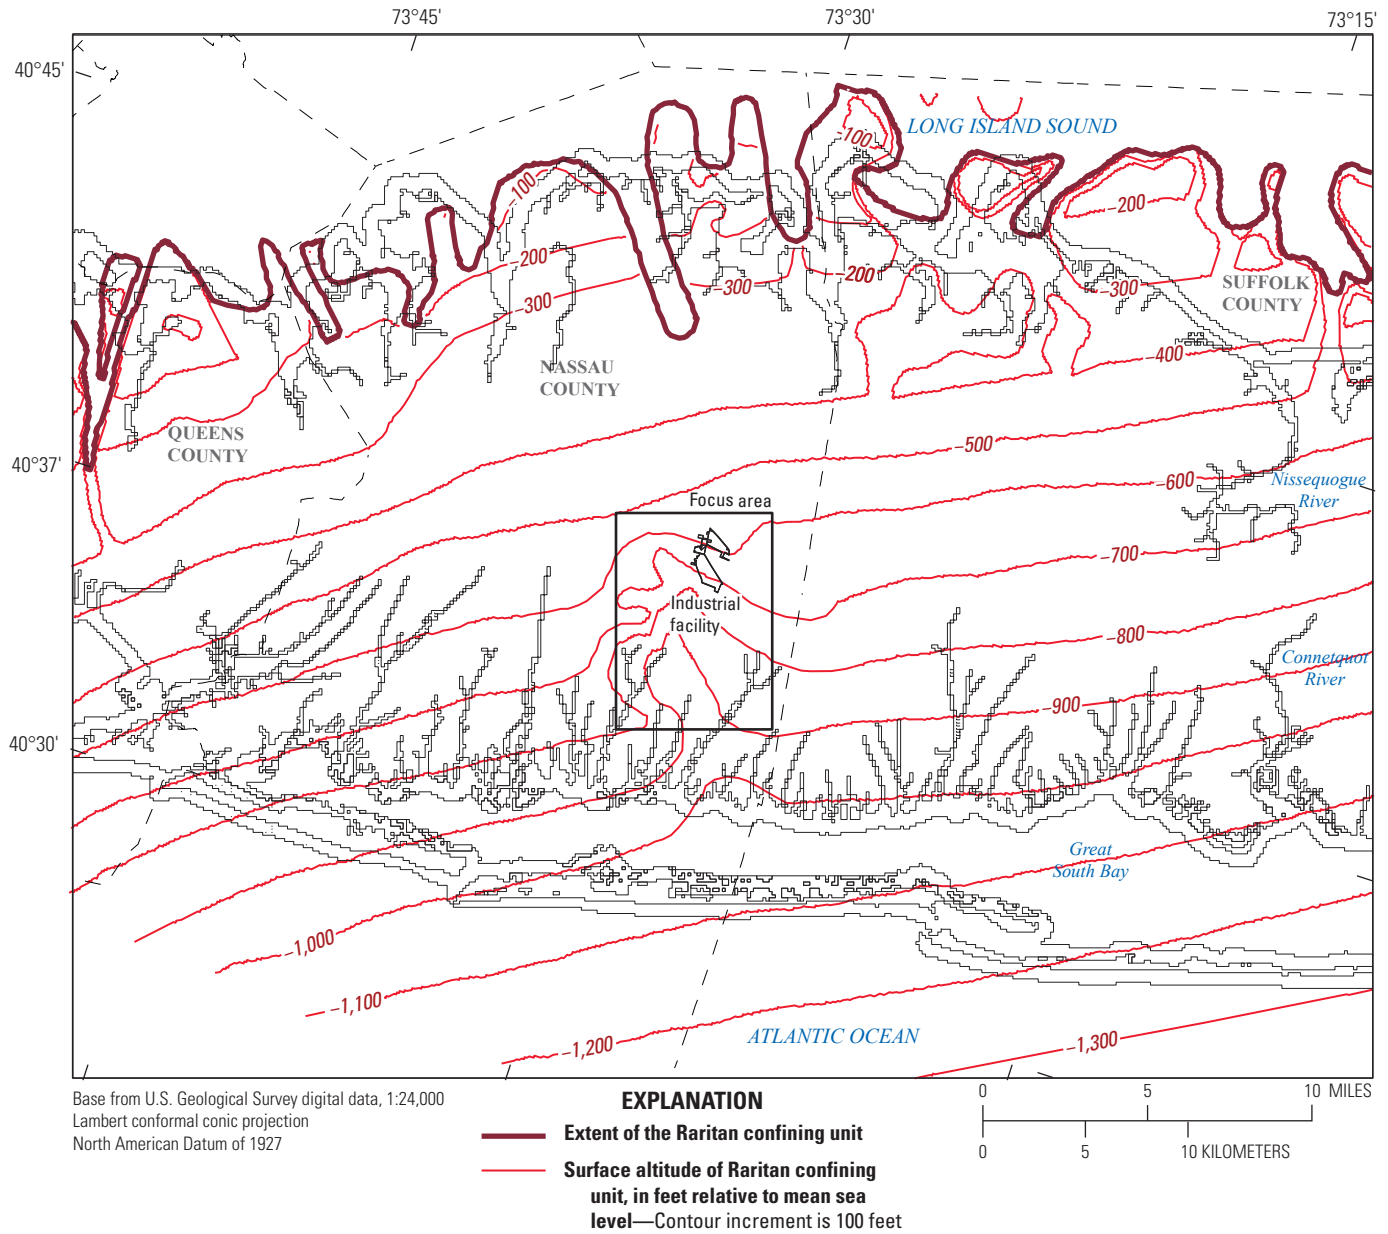 73°45'
73°30'
73°15'
40°45'
LONG ISLAND SOUND
–100
–100
–200
–200
–200
–300
–300
–300
SUFFOLK
COUNTY
–300
–400
NASSAU
COUNTY
QUEENS
COUNTY
–500
40°37'
–600
Nissequogue
River
Focus area
–700
Industrial
facility
–800
Connetquot
River
–900
40°30'
Great
South Bay
–1,000
–1,100
–1,200
ATLANTIC OCEAN
–1,300
Base from U.S. Geological Survey digital data, 1:24,000
Lambert conformal conic projection
North American Datum of 1927
EXPLANATION
Extent of the Raritan confining unit
Surface altitude of Raritan confining
unit, in feet relative to mean sea
level—Contour increment is 100 feet
0 5 10 MILES
0 5 10 KILOMETERS